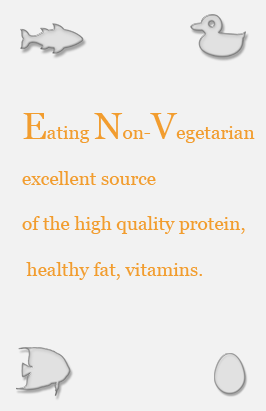 Eating Non-Vegetarian
excellent source
of the high quality protein,
healthy fat, vitamins.